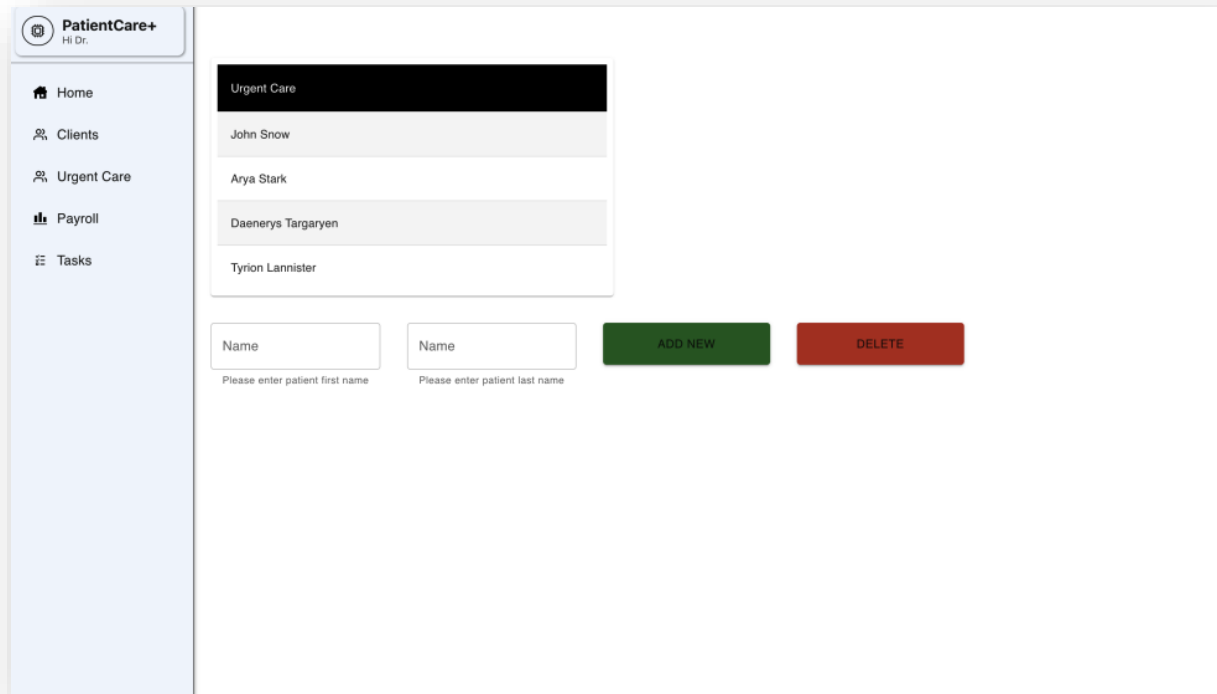 PatientCare+
Hi Dr.
Home
Clients
Urgent Care
Payroll
Tasks
Urgent Care
John Snow
Arya Stark
Daenerys Targaryen
Tyrion Lannister
Name
Please enter patient first name
Name
Please enter patient last name
ADD NEW
DELETE